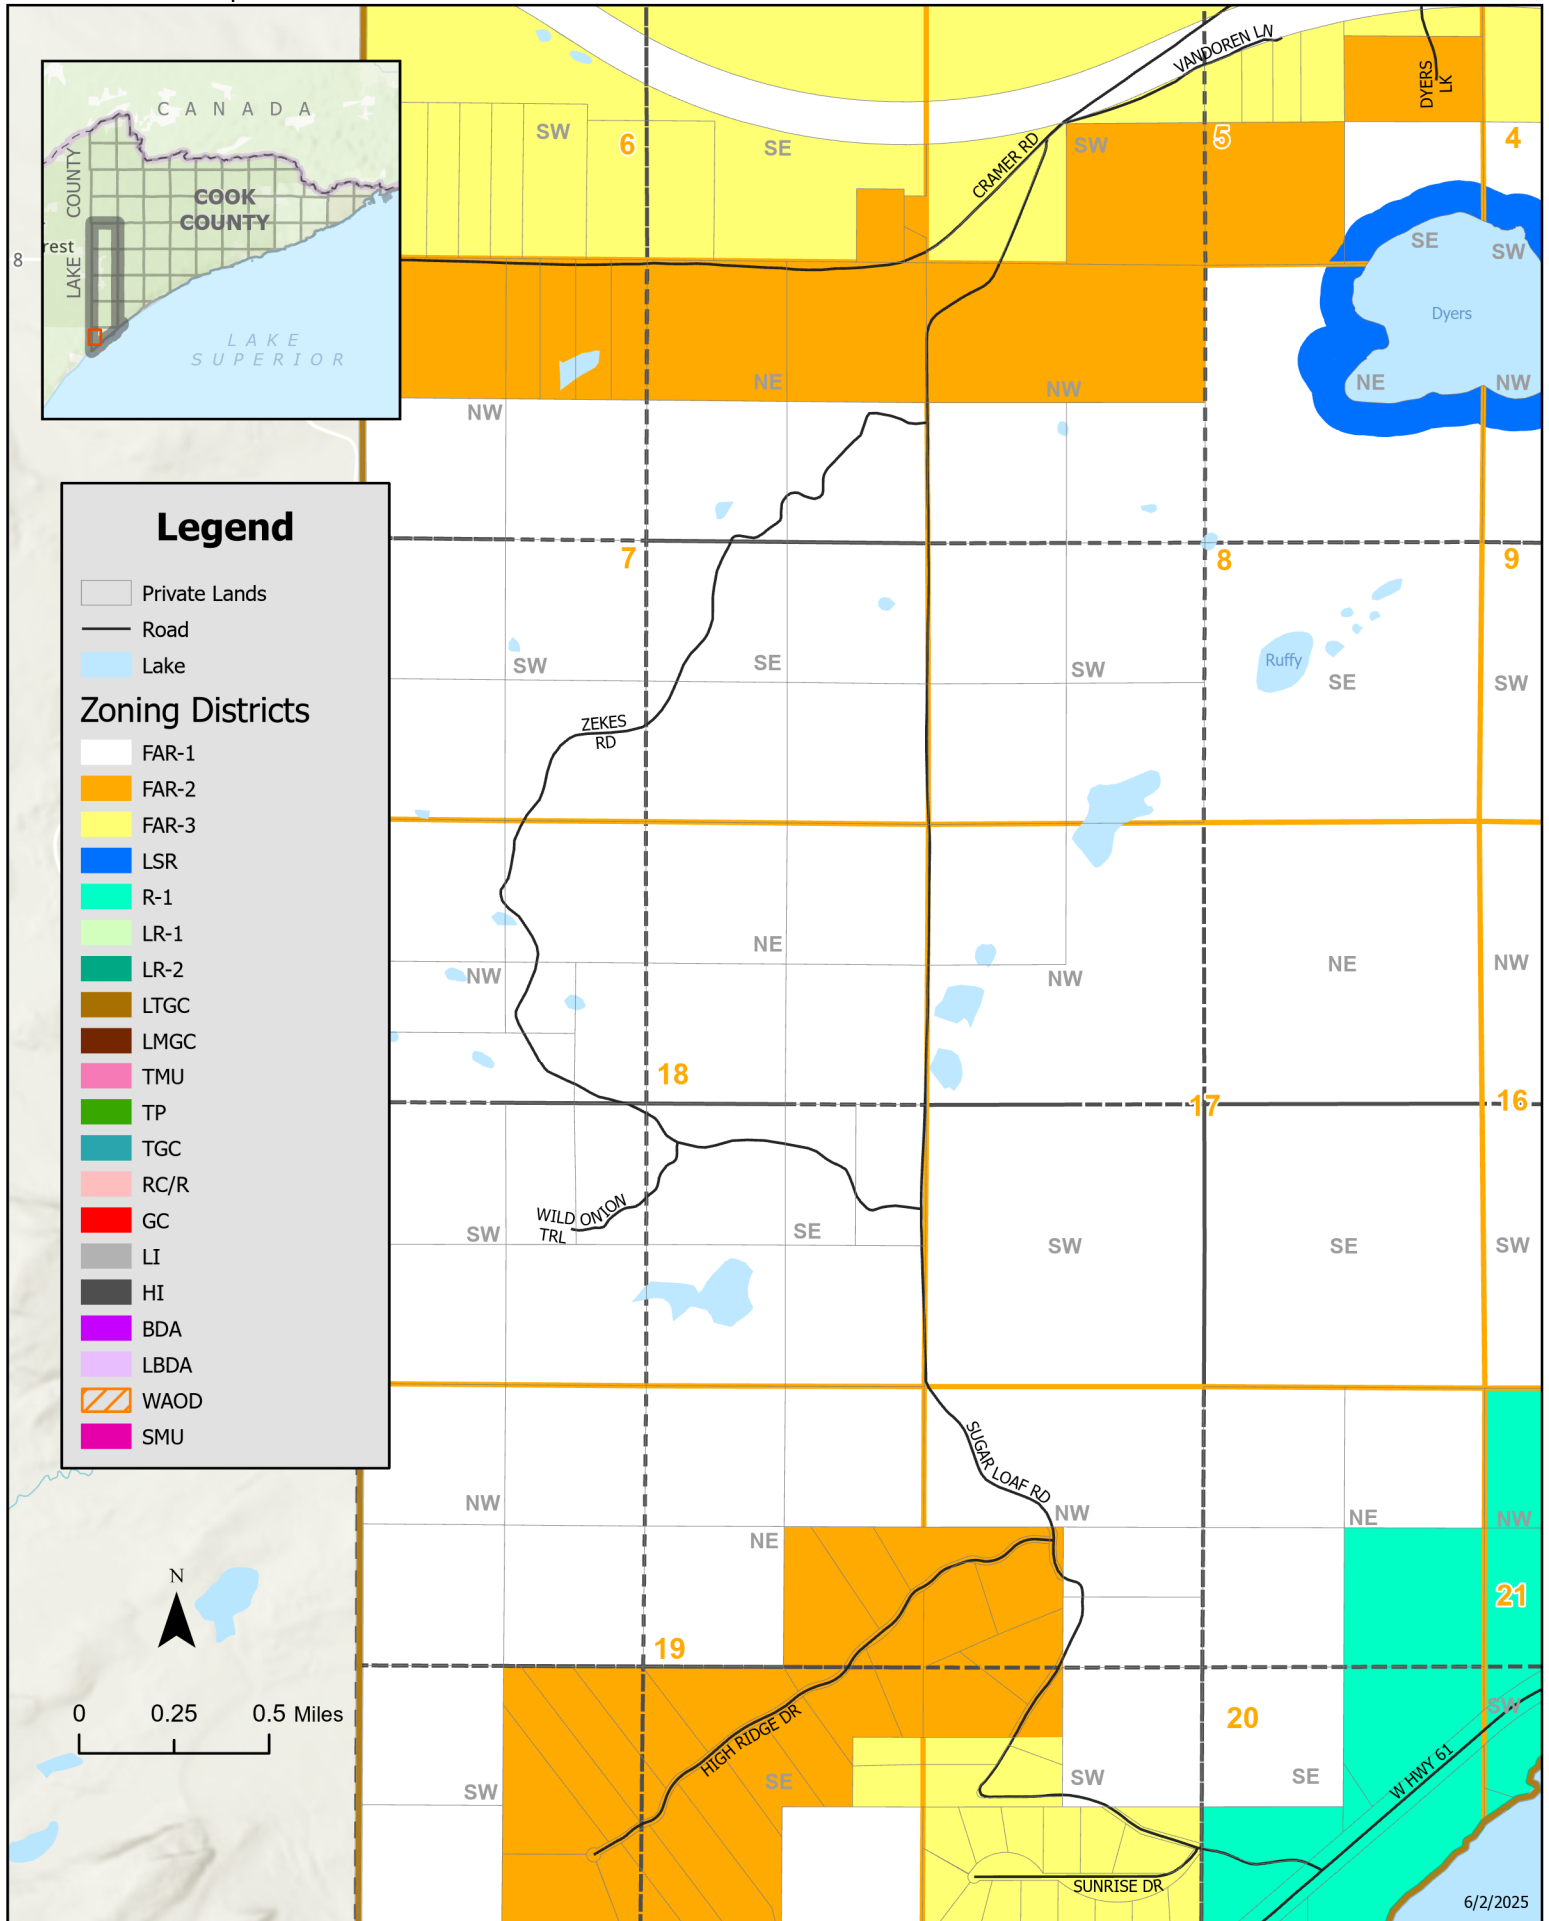 CANADA
COOK
COUNTY
LAKE COUNTY
rest
8
LAKE
SUPERIOR
Legend
Private Lands
Road
Lake
Zoning Districts
FAR-1
FAR-2
FAR-3
LSR
R-1
LR-1
LR-2
LTGC
LMGC
TMU
TP
TGC
RC/R
GC
LI
HI
BDA
LBDA
WAOD
SMU
N
0 0.25 0.5 Miles
VANDOREN LN
DYERS
LK
SW 6 SE
CRAMER RD
SW 5 4
SE SW
Dyers
NW NE NW NE NW
7 8 9
SW SE SW
Ruffy
SE SW
ZEKES
RD
NE NE NW
NW NW
18 17 16
WILD ONION
TRL
SW SE SW SE SW
SUGAR LOAF RD
NW NW NE NW
NE
21
19
SW
20
HIGH RIDGE DR
W HWY 61
SW SE SW SE
SUNRISE DR
6/2/2025